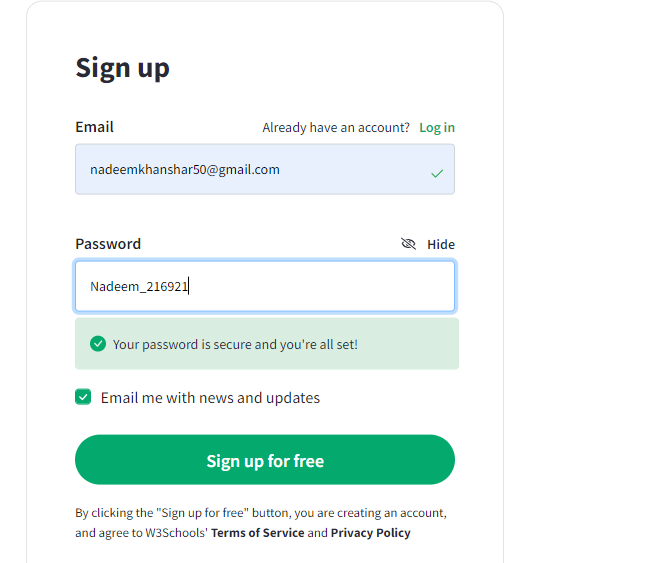 Sign up
Email
Already have an account? Log in
nadeemkhanshar50@gmail.com
Password
Hide
Nadeem_216921
Your password is secure and you're all set!
Email me with news and updates
Sign up for free
By clicking the "Sign up for free" button, you are creating an account,
and agree to W3Schools' Terms of Service and Privacy Policy